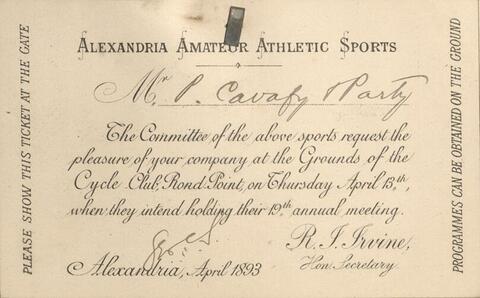 ALEXANDRIA AMATEUR ATHLETIC SPORTS
Mr P. Cavafy & Party
The Committee of the above sports request the
pleasure of your company at the Grounds of the
Cycle Club, Rond Point, on Thursday April 13th,
when they intend holding their 19th annual meeting.
R. J. Irvine,
Hon Secretary.
Alexandria, April 1893
PLEASE SHOW THIS TICKET AT THE GATE
PROGRAMMES CAN BE OBTAINED ON THE GROUND